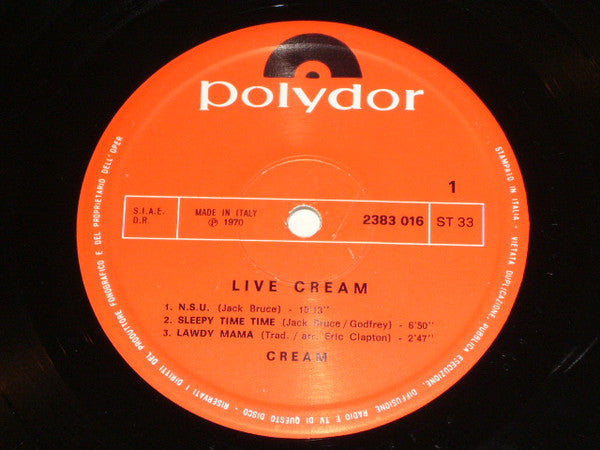 polydor
1
S.I.A.E.
D.R.
MADE IN ITALY
Ⓟ 1970
2383 016
ST 33
LIVE CREAM
1. N.S.U. (Jack Bruce) - 10'13''
2. SLEEPY TIME TIME (Jack Bruce/Godfrey) - 6'50''
3. LAWDY MAMA (Trad. / arr. Eric Clapton) - 2'47''
CREAM
STAMPATO IN ITALIA - VIETATA DUPLICAZIONE, PUBBLICA ESECUZIONE, DIFFUSIONE RADIO E TV DI QUESTO DISCO - RISERVATI I DIRITTI DEL PRODUTTORE FONOGRAFICO E DEL PROPRIETARIO DELL'OPER